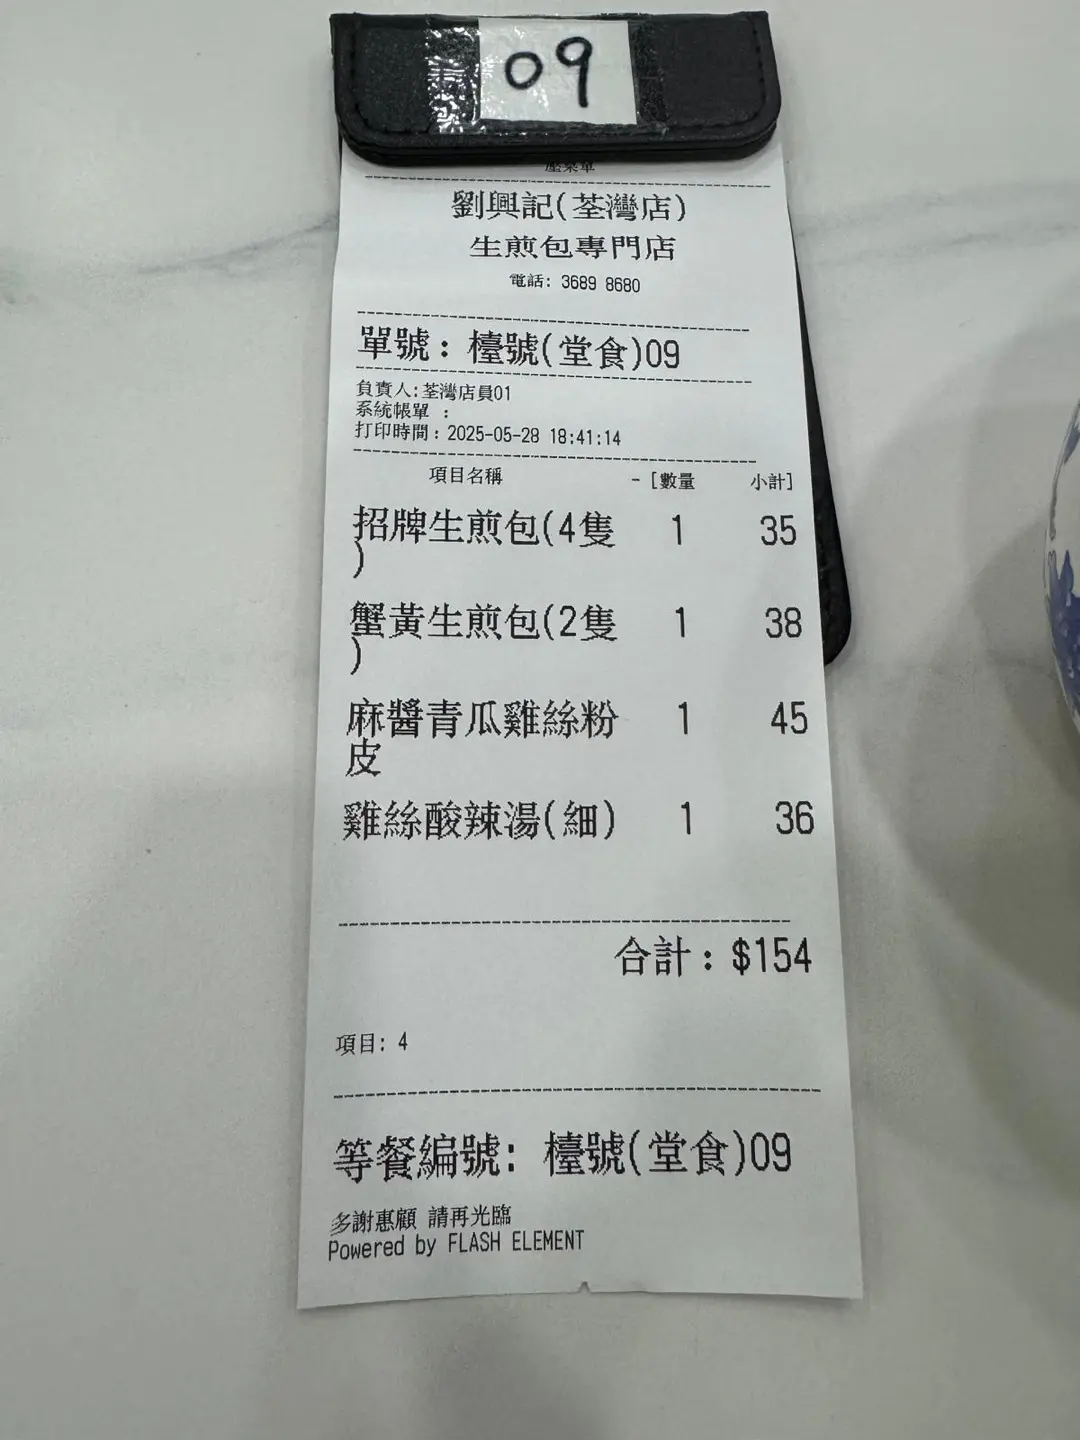 09
壓桌單
劉興記(荃灣店)
生煎包專門店
電話: 3689 8680
單號: 檯號(堂食)09
負責人:荃灣店員01
系統帳單 :
打印時間: 2025-05-28 18:41:14
項目名稱 - [數量 小計]
招牌生煎包(4隻 1 35
)
蟹黃生煎包(2隻 1 38
)
麻醬青瓜雞絲粉 1 45
皮
雞絲酸辣湯(細) 1 36
合計: $154
項目: 4
等餐編號: 檯號(堂食)09
多謝惠顧 請再光臨
Powered by FLASH ELEMENT